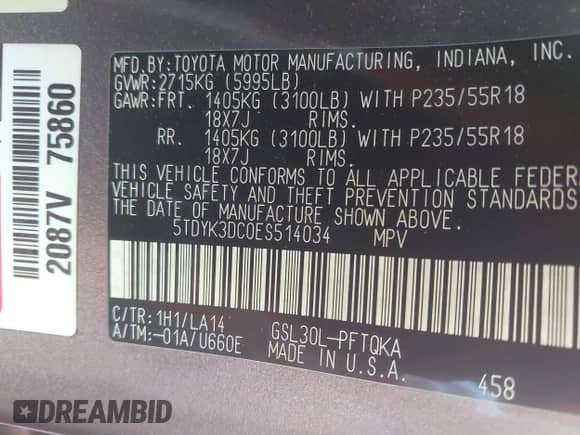 MFD.BY:TOYOTA MOTOR MANUFACTURING, INDIANA, INC.
GVWR:2715KG (5995LB)
GAWR:FRT. 1405KG (3100LB) WITH P235/55R18
18X7J RIMS.
RR. 1405KG (3100LB) WITH P235/55R18
18X7J RIMS.
THIS VEHICLE CONFORMS TO ALL APPLICABLE FEDER
VEHICLE SAFETY AND THEFT PREVENTION STANDARDS
THE DATE OF MANUFACTURE SHOWN ABOVE.
5TDYK3DC0ES514034 MPV
C/TR:1H1/LA14 GSL30L-PFTQKA
A/TM:-01A/U660E MADE IN U.S.A. 458
2087V 75860
DREAMBID